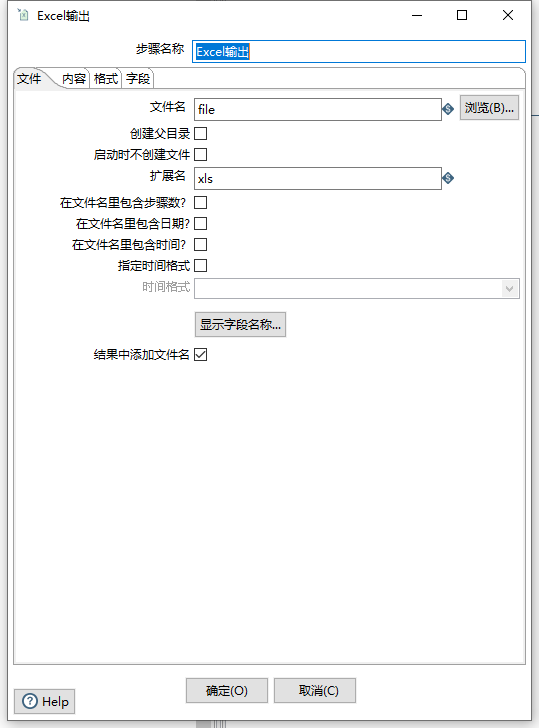 Excel输出
步骤名称 Excel输出
文件 内容 格式 字段
文件名 file 浏览(B)...
创建父目录
启动时不创建文件
扩展名 xls
在文件名里包含步骤数?
在文件名里包含日期?
在文件名里包含时间?
指定时间格式
时间格式
显示字段名称...
结果中添加文件名
确定(O) 取消(C)
Help